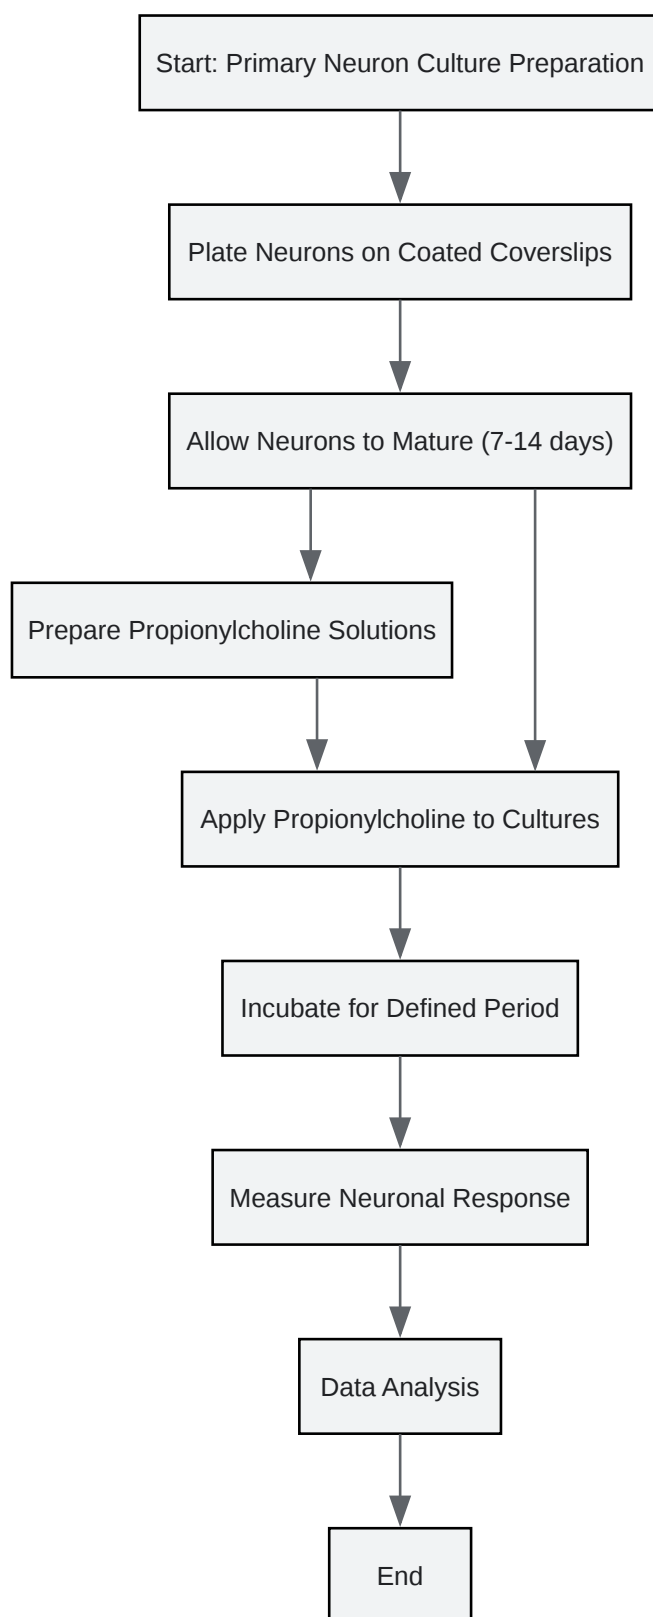 Start: Primary Neuron Culture Preparation
Plate Neurons on Coated Coverslips
Allow Neurons to Mature (7-14 days)
Prepare Propionylcholine Solutions
Apply Propionylcholine to Cultures
Incubate for Defined Period
Measure Neuronal Response
Data Analysis
End